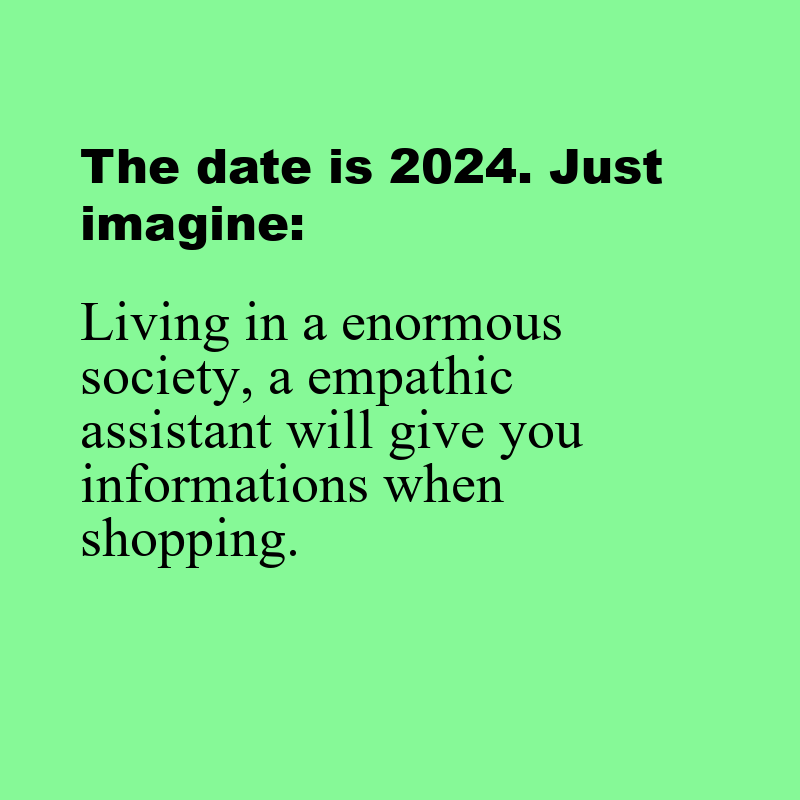 The date is 2024. Just
imagine:
Living in a enormous
society, a empathic
assistant will give you
informations when
shopping.